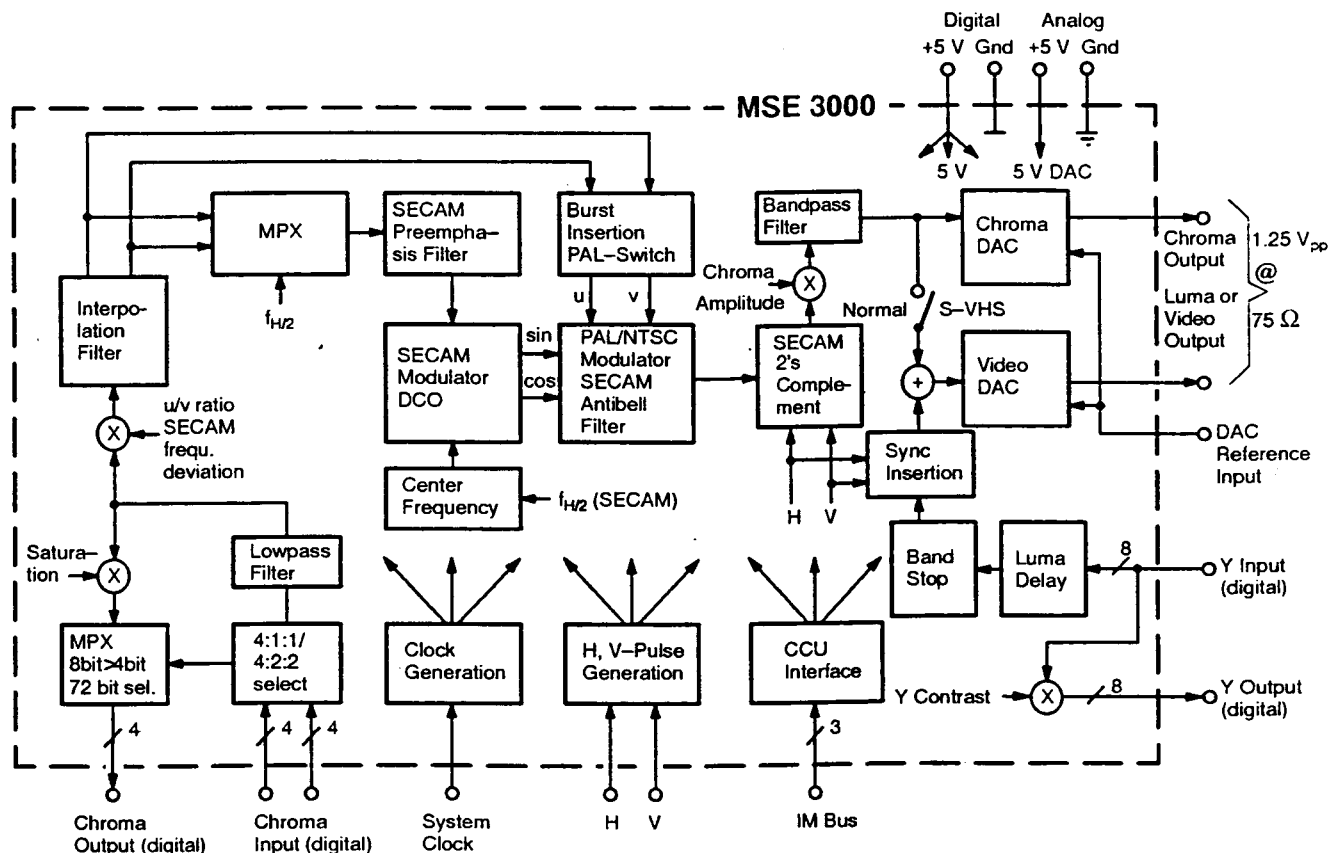 Digital Analog
+5 V Gnd +5 V Gnd
MSE 3000
5 V
5 V DAC
MPX
f_H/2
SECAM
Preempha-
sis Filter
Burst
Insertion
PAL–Switch
u
v
Bandpass
Filter
Chroma
Amplitude
X
Chroma
DAC
Chroma
Output
1.25 V_pp
@
75 Ω
Luma or
Video
Output
Normal
S–VHS
Interpo-
lation
Filter
SECAM
Modulator
DCO
sin
cos
PAL/NTSC
Modulator
SECAM
Antibell
Filter
SECAM
2's
Comple-
ment
+
Video
DAC
DAC
Reference
Input
X
u/v ratio
SECAM
frequ.
deviation
Center
Frequency
f_H/2 (SECAM)
H
V
Sync
Insertion
Satura–
tion
X
Lowpass
Filter
Band
Stop
Luma
Delay
8
Y Input
(digital)
MPX
8bit>4bit
72 bit sel.
4:1:1/
4:2:2
select
Clock
Generation
H, V–Pulse
Generation
CCU
Interface
Y Contrast
X
8
Y Output
(digital)
4
4
4
3
Chroma
Output (digital)
Chroma
Input (digital)
System
Clock
H
V
IM Bus